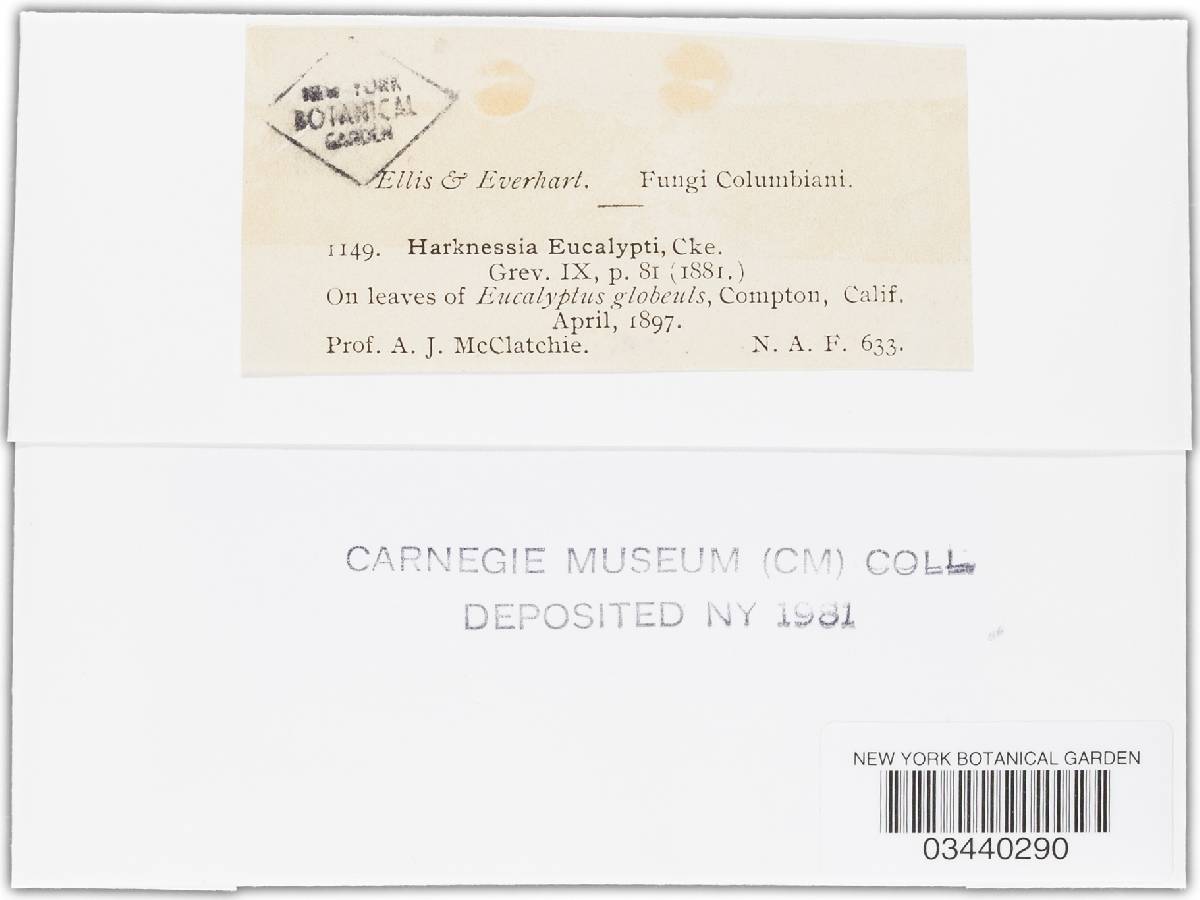 NEW YORK
BOTANICAL
GARDEN
Ellis & Everhart. Fungi Columbiani.
1149. Harknessia Eucalypti, Cke.
Grev. IX, p. 81 (1881.)
On leaves of Eucalyptus globeuls, Compton, Calif.
April, 1897.
Prof. A. J. McClatchie. N. A. F. 633.
CARNEGIE MUSEUM (CM) COLL.
DEPOSITED NY 1981
NEW YORK BOTANICAL GARDEN
03440290